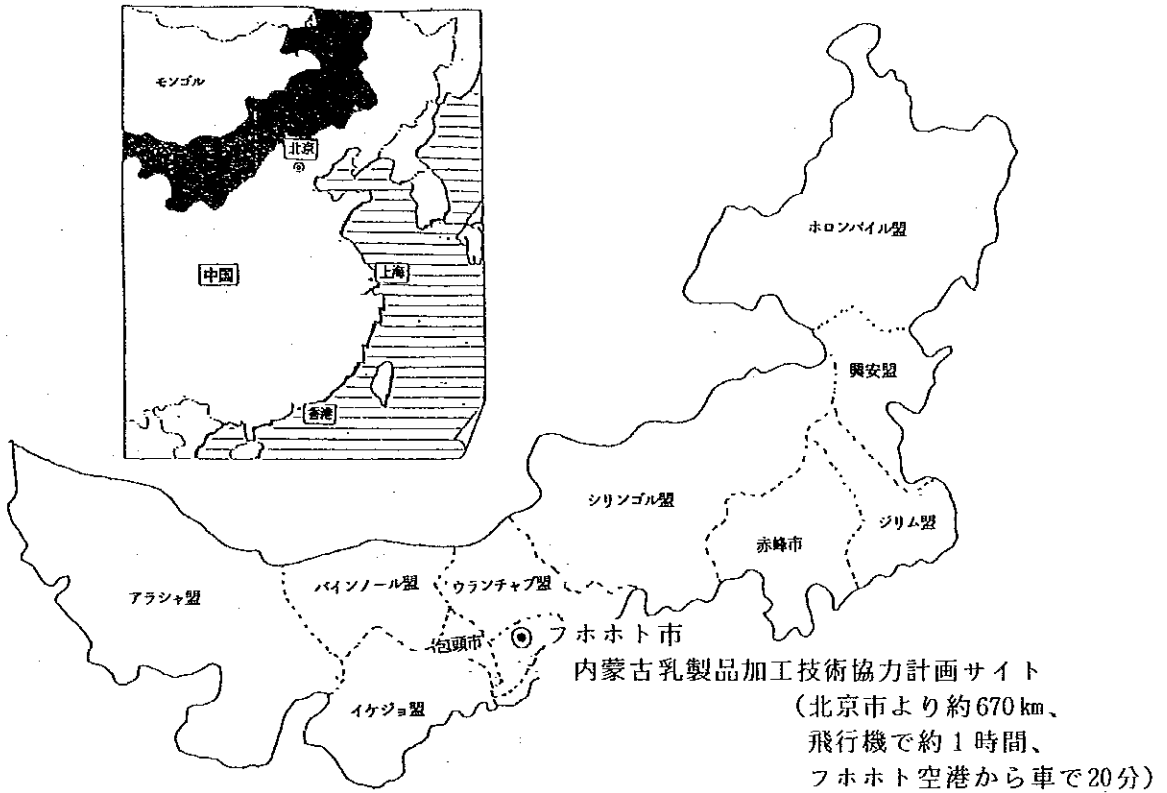 モンゴル
北京
中国
上海
香港
ホロンバイル盟
興安盟
シリンゴル盟
ジリム盟
赤峰市
アラシャ盟
バインノール盟
ウランチャブ盟
包頭市
イケジョ盟
フホホト市
内蒙古乳製品加工技術協力計画サイト
(北京市より約670㎞、
飛行機で約1時間、
フホホト空港から車で20分)